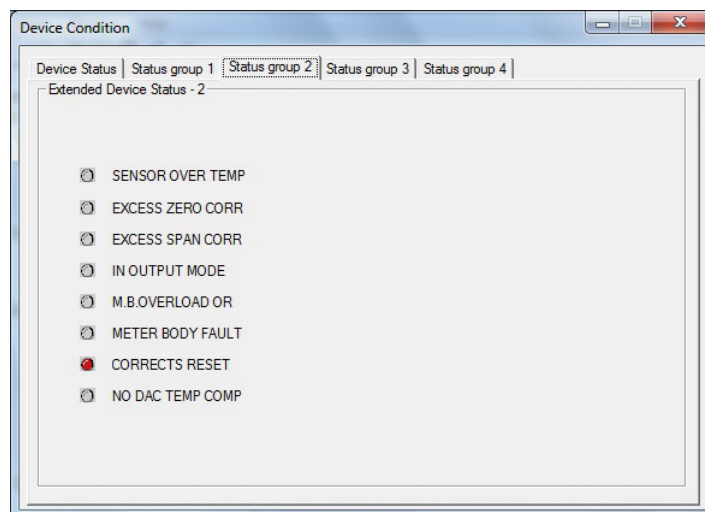 Device Condition
Device Status Status group 1 Status group 2 Status group 3 Status group 4
Extended Device Status - 2
SENSOR OVER TEMP
EXCESS ZERO CORR
EXCESS SPAN CORR
IN OUTPUT MODE
M.B.OVERLOAD OR
METER BODY FAULT
CORRECTS RESET
NO DAC TEMP COMP